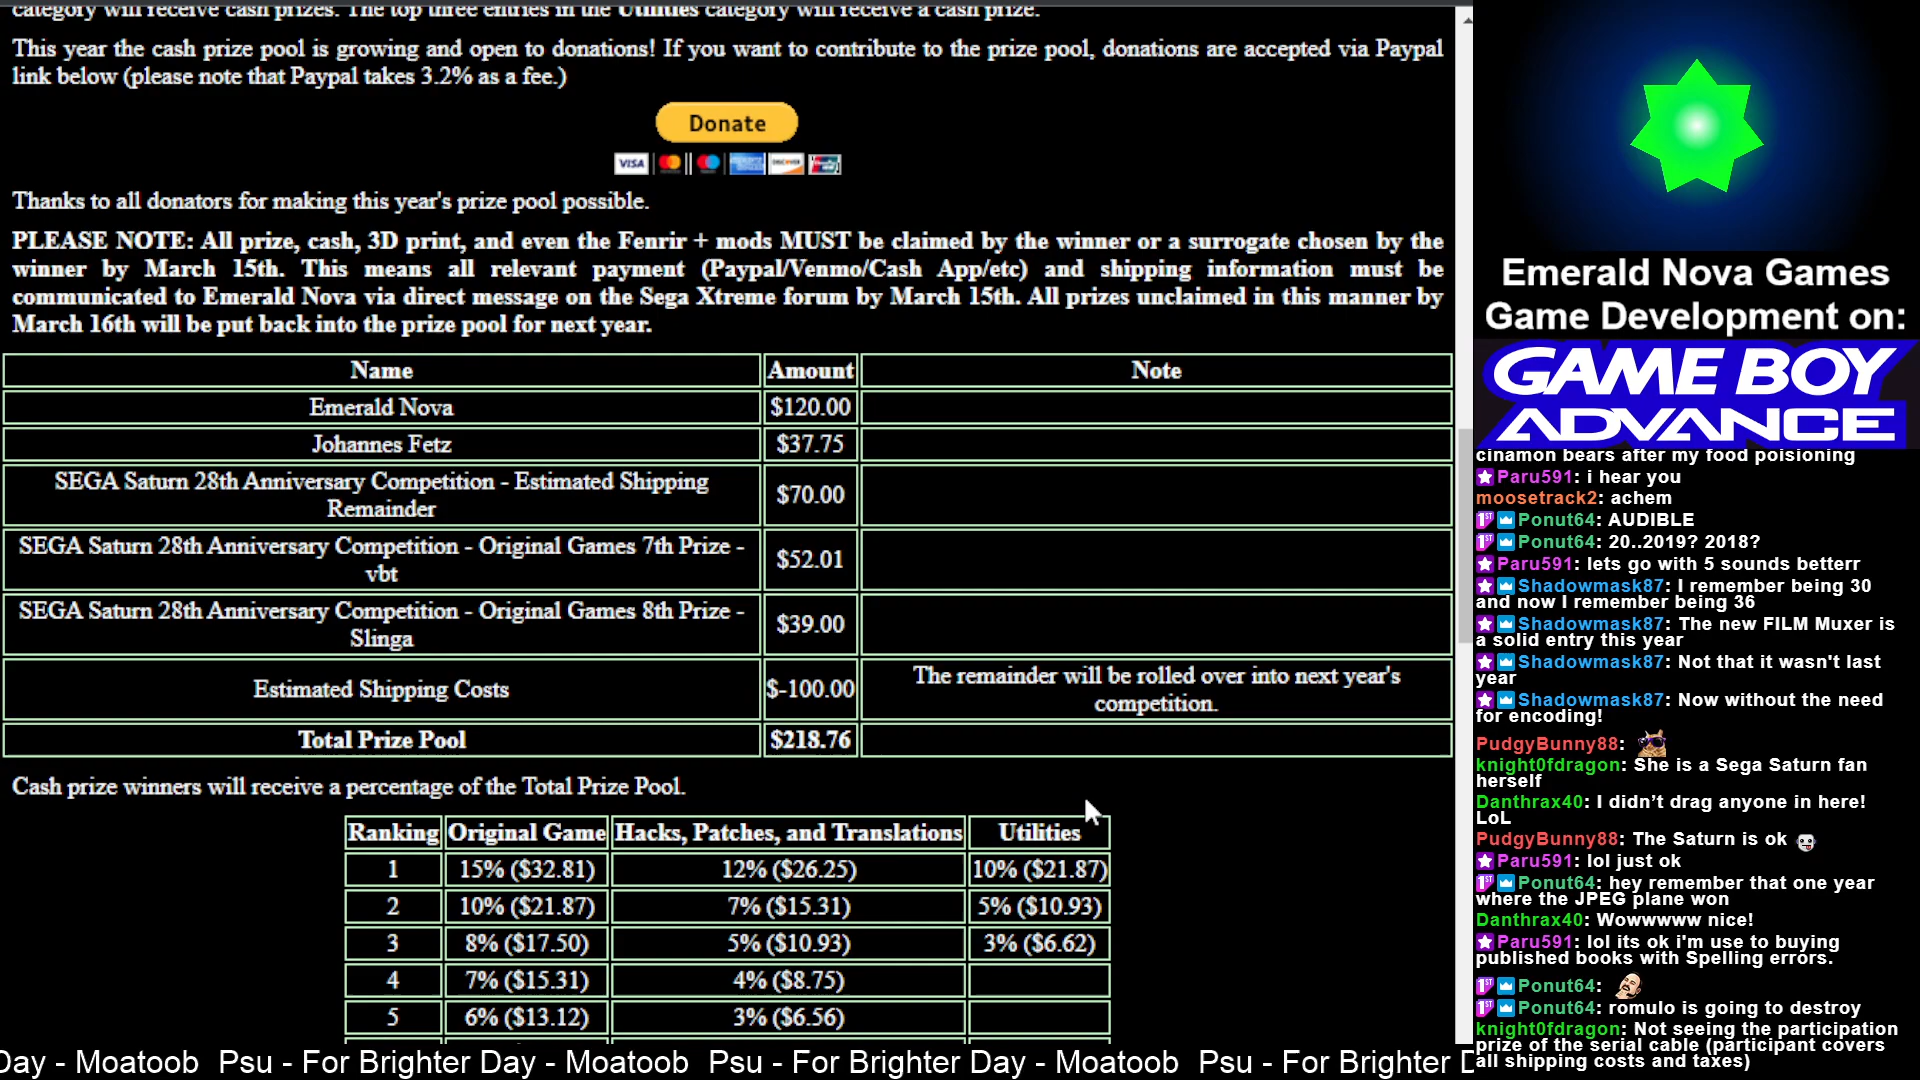 category will receive cash prizes. The top three entries in the Utilities category will receive a cash prize.
This year the cash prize pool is growing and open to donations! If you want to contribute to the prize pool, donations are accepted via Paypal
link below (please note that Paypal takes 3.2% as a fee.)
Donate
VISA
DISCOVER
Thanks to all donators for making this year's prize pool possible.
PLEASE NOTE: All prize, cash, 3D print, and even the Fenrir + mods MUST be claimed by the winner or a surrogate chosen by the
winner by March 15th. This means all relevant payment (Paypal/Venmo/Cash App/etc) and shipping information must be
communicated to Emerald Nova via direct message on the Sega Xtreme forum by March 15th. All prizes unclaimed in this manner by
March 16th will be put back into the prize pool for next year.
Name Amount Note
Emerald Nova $120.00
Johannes Fetz $37.75
SEGA Saturn 28th Anniversary Competition - Estimated Shipping
Remainder $70.00
SEGA Saturn 28th Anniversary Competition - Original Games 7th Prize -
vbt $52.01
SEGA Saturn 28th Anniversary Competition - Original Games 8th Prize -
Slinga $39.00
Estimated Shipping Costs $-100.00 The remainder will be rolled over into next year's
competition.
Total Prize Pool $218.76
Cash prize winners will receive a percentage of the Total Prize Pool.
Ranking Original Game Hacks, Patches, and Translations Utilities
1 15% ($32.81) 12% ($26.25) 10% ($21.87)
2 10% ($21.87) 7% ($15.31) 5% ($10.93)
3 8% ($17.50) 5% ($10.93) 3% ($6.62)
4 7% ($15.31) 4% ($8.75)
5 6% ($13.12) 3% ($6.56)
Day - Moatoob Psu - For Brighter Day - Moatoob Psu - For Brighter Day - Moatoob Psu - For Brighter D
Emerald Nova Games
Game Development on:
GAME BOY
ADVANCE
cinamon bears after my food poisioning
Paru591: i hear you
moosetrack2: achem
1ST Ponut64: AUDIBLE
1ST Ponut64: 20..2019? 2018?
Paru591: lets go with 5 sounds betterr
Shadowmask87: I remember being 30
and now I remember being 36
Shadowmask87: The new FILM Muxer is
a solid entry this year
Shadowmask87: Not that it wasn't last
year
Shadowmask87: Now without the need
for encoding!
PudgyBunny88:
knight0fdragon: She is a Sega Saturn fan
herself
Danthrax40: I didn't drag anyone in here!
LoL
PudgyBunny88: The Saturn is ok
Paru591: lol just ok
1ST Ponut64: hey remember that one year
where the JPEG plane won
Danthrax40: Wowwwww nice!
Paru591: lol its ok i'm use to buying
published books with Spelling errors.
1ST Ponut64:
1ST Ponut64: romulo is going to destroy
knight0fdragon: Not seeing the participation
prize of the serial cable (participant covers
all shipping costs and taxes)